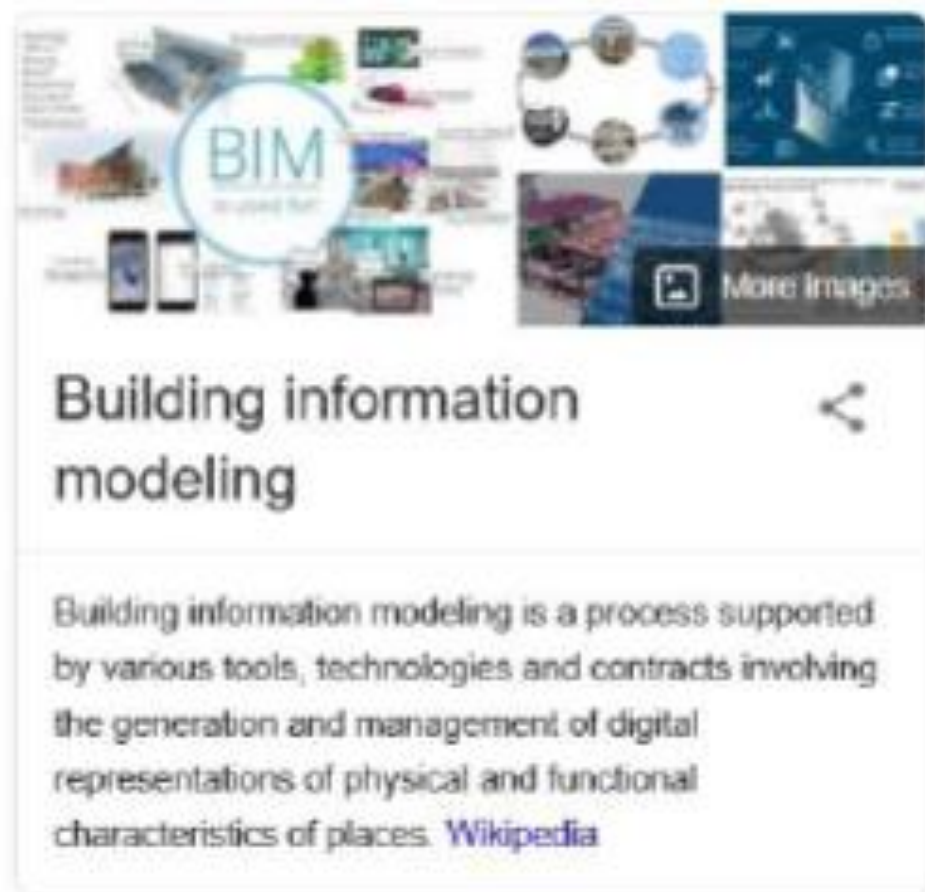 BIM
More images
Building information
modeling
Building information modeling is a process supported
by various tools, technologies and contracts involving
the generation and management of digital
representations of physical and functional
characteristics of places. Wikipedia